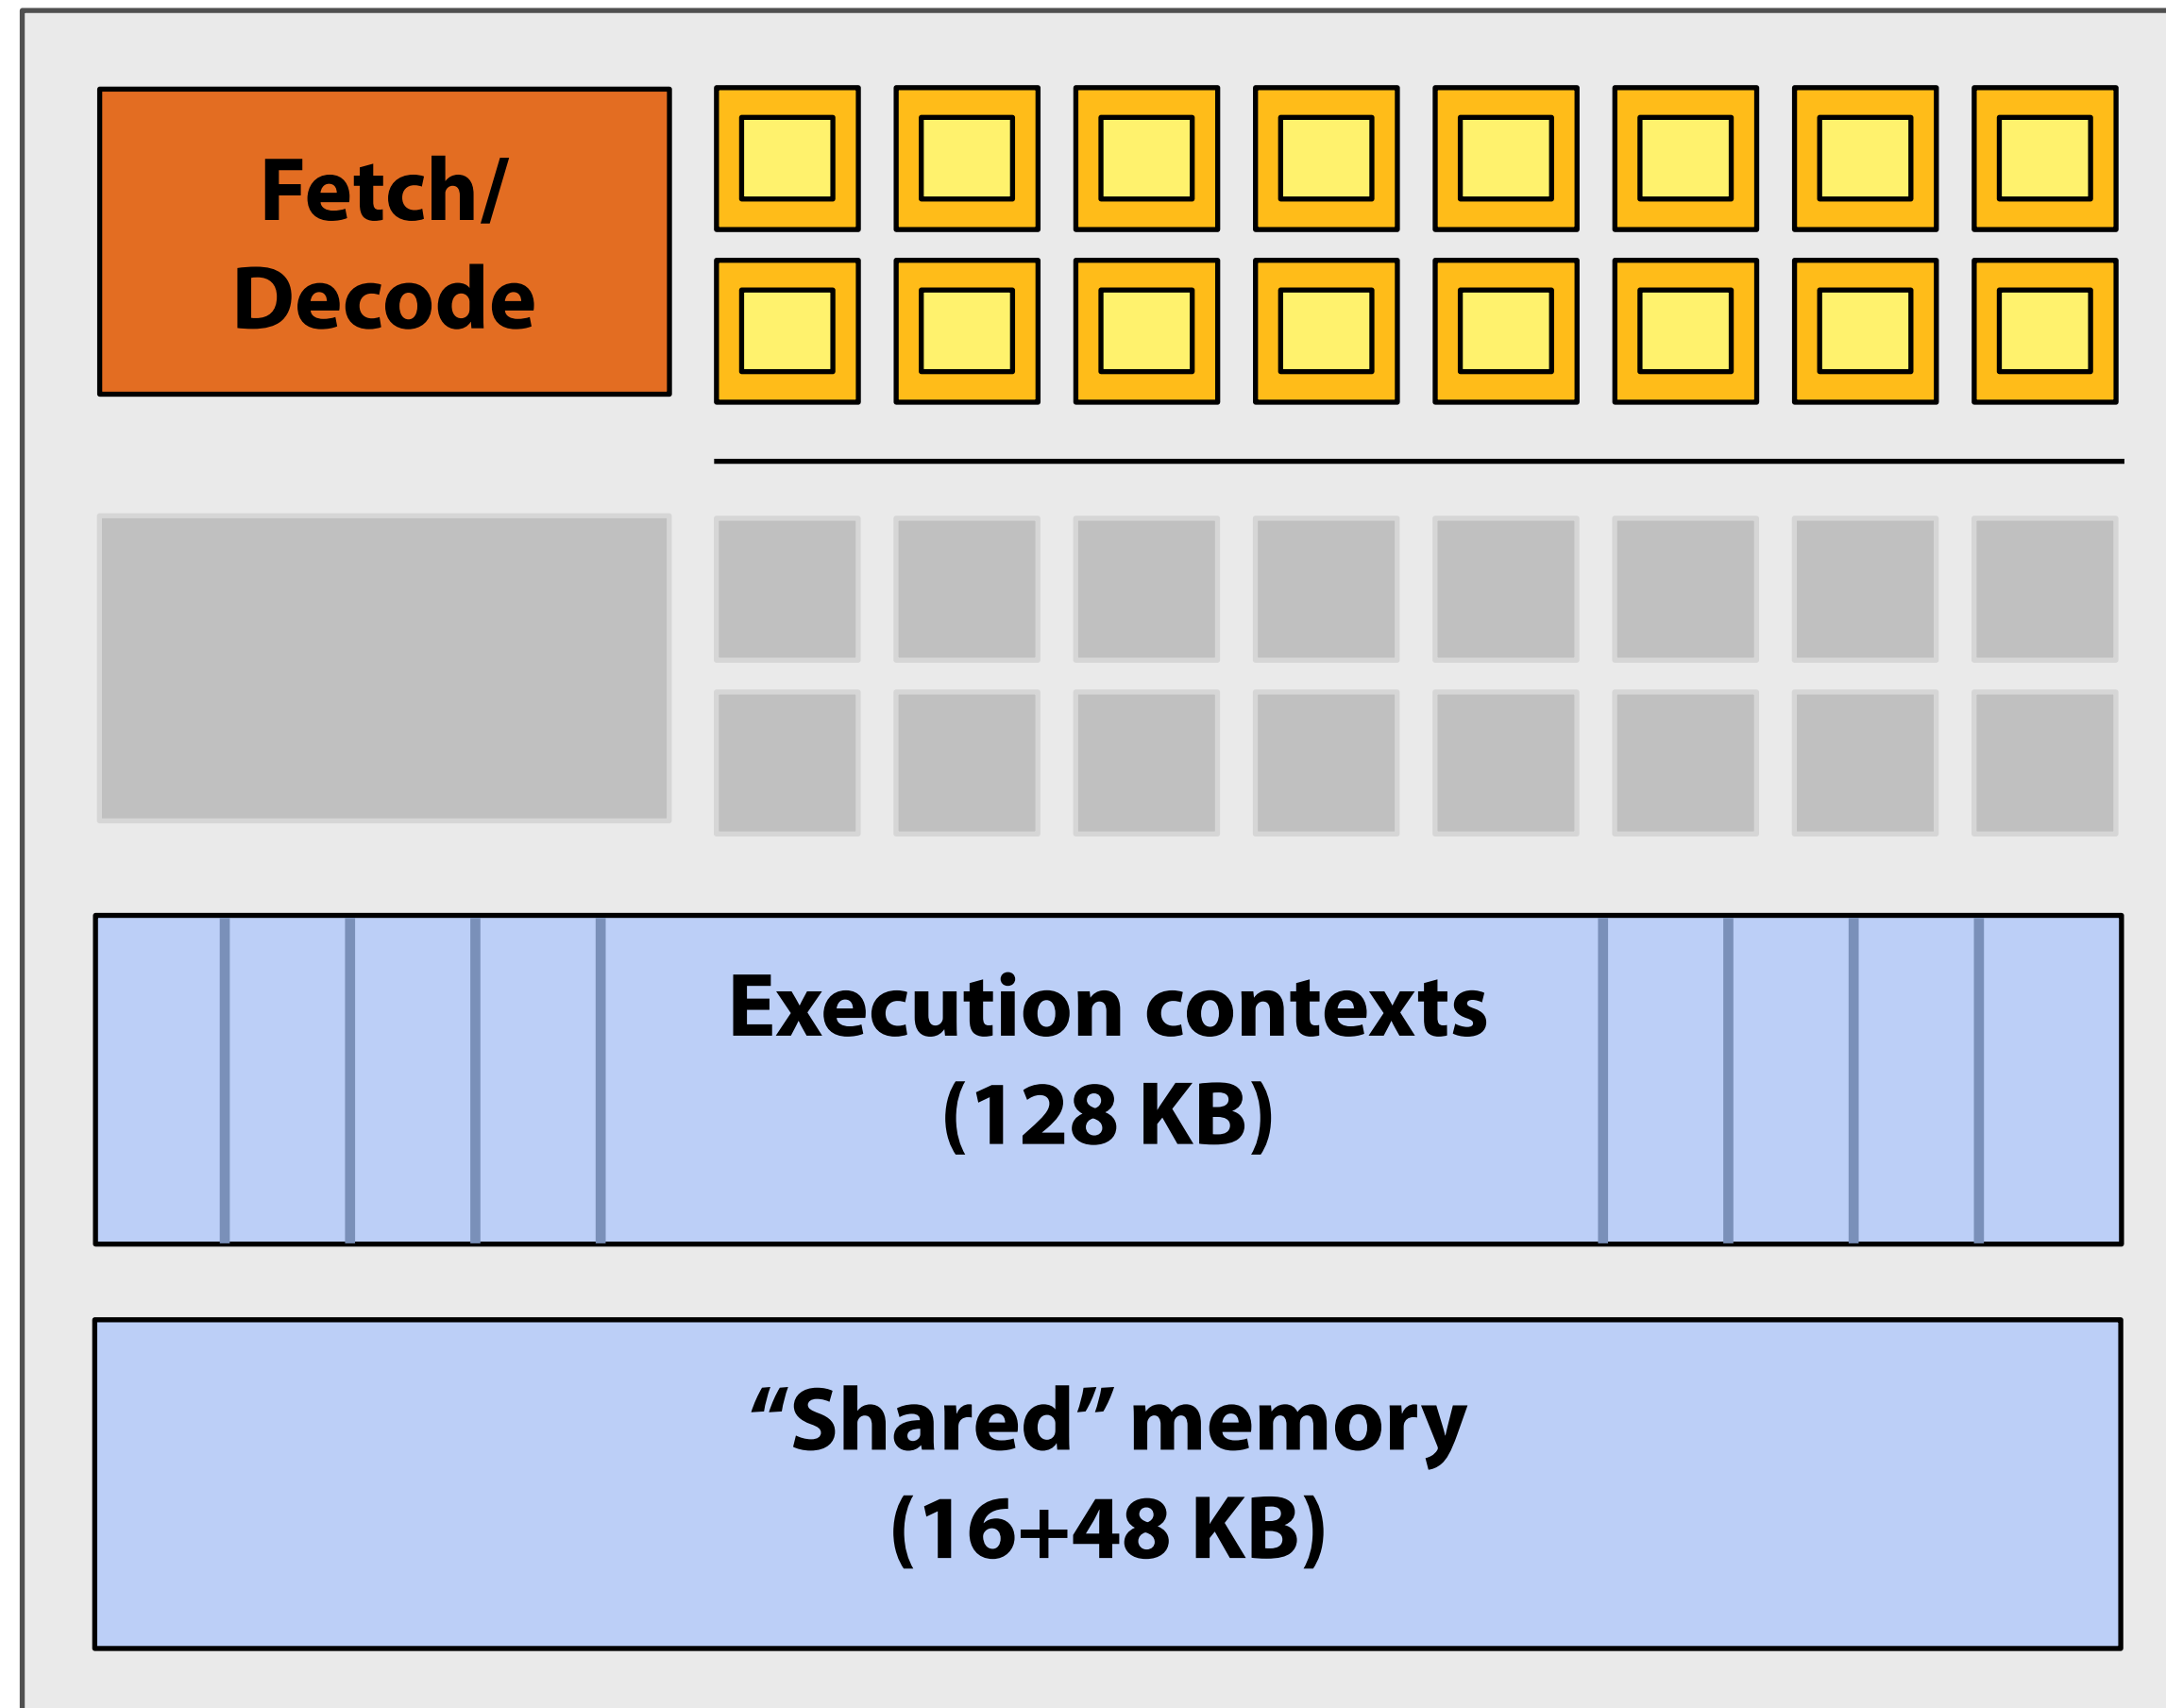 Fetch/
Decode
Execution contexts
(128 KB)
“Shared” memory
(16+48 KB)